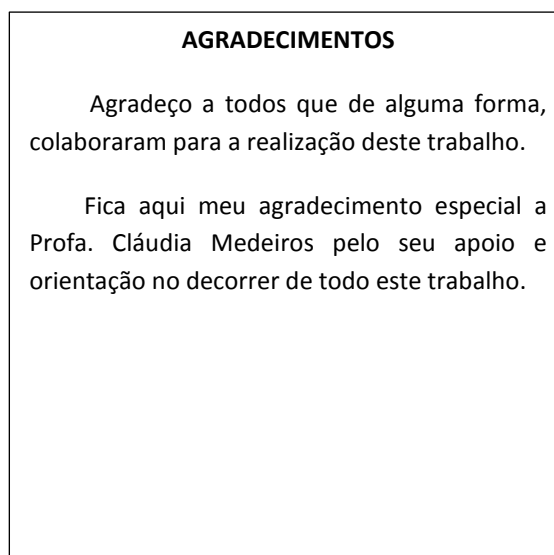 AGRADECIMENTOS
Agradeço a todos que de alguma forma,
colaboraram para a realização deste trabalho.
Fica aqui meu agradecimento especial a
Profa. Cláudia Medeiros pelo seu apoio e
orientação no decorrer de todo este trabalho.